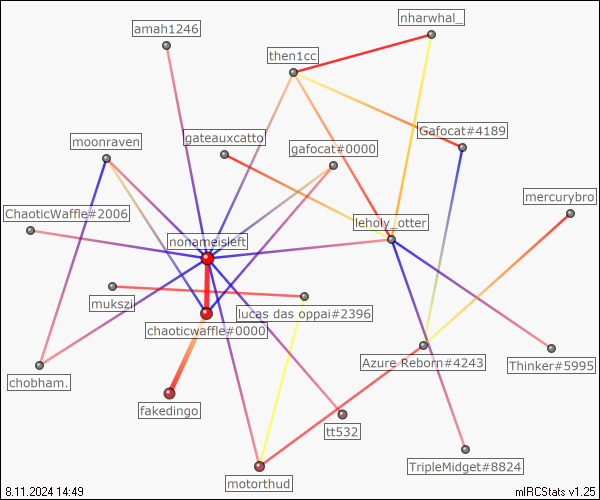 nharwhal_
amah1246
then1cc
Gafocat#4189
gateauxcatto
moonraven
gafocat#0000
mercurybro
ChaoticWaffle#2006
leholy_otter
nonameisleft
mukszi
lucas das oppai#2396
chaoticwaffle#0000
Azure Reborn#4243
Thinker#5995
chobham.
fakedingo
tt532
TripleMidget#8824
motorthud
8.11.2024 14:49
mIRCStats v1.25